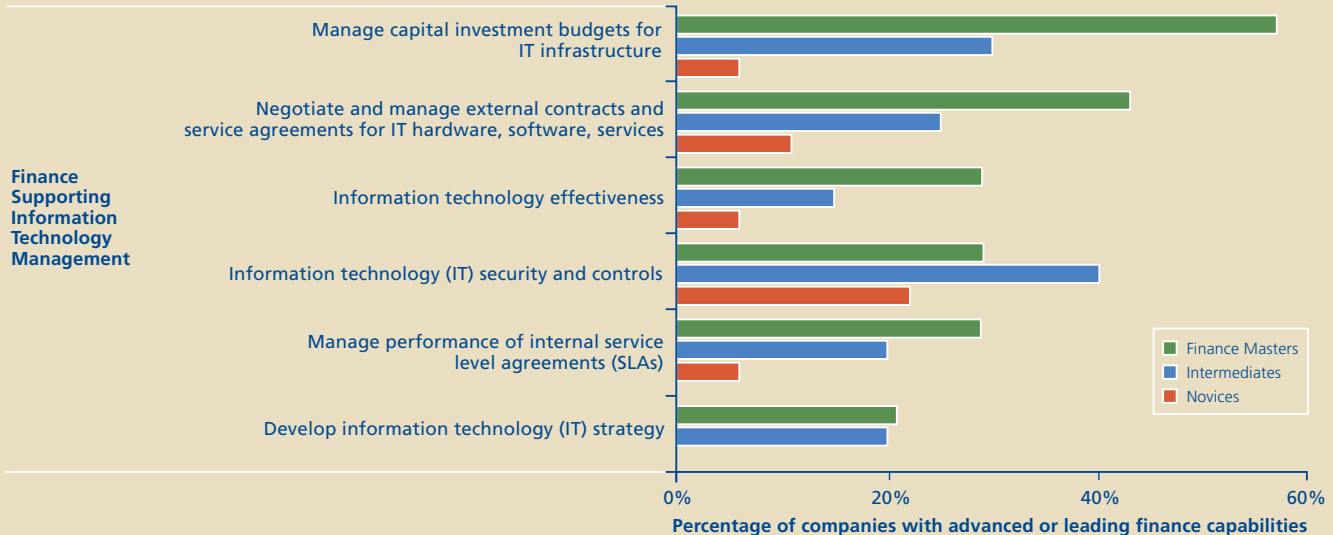 Manage capital investment budgets for
IT infrastructure
Negotiate and manage external contracts and
service agreements for IT hardware, software, services
Finance
Supporting
Information
Technology
Management
Information technology effectiveness
Information technology (IT) security and controls
Manage performance of internal service
level agreements (SLAs)
Develop information technology (IT) strategy
Finance Masters
Intermediates
Novices
0%
20%
40%
60%
Percentage of companies with advanced or leading finance capabilities